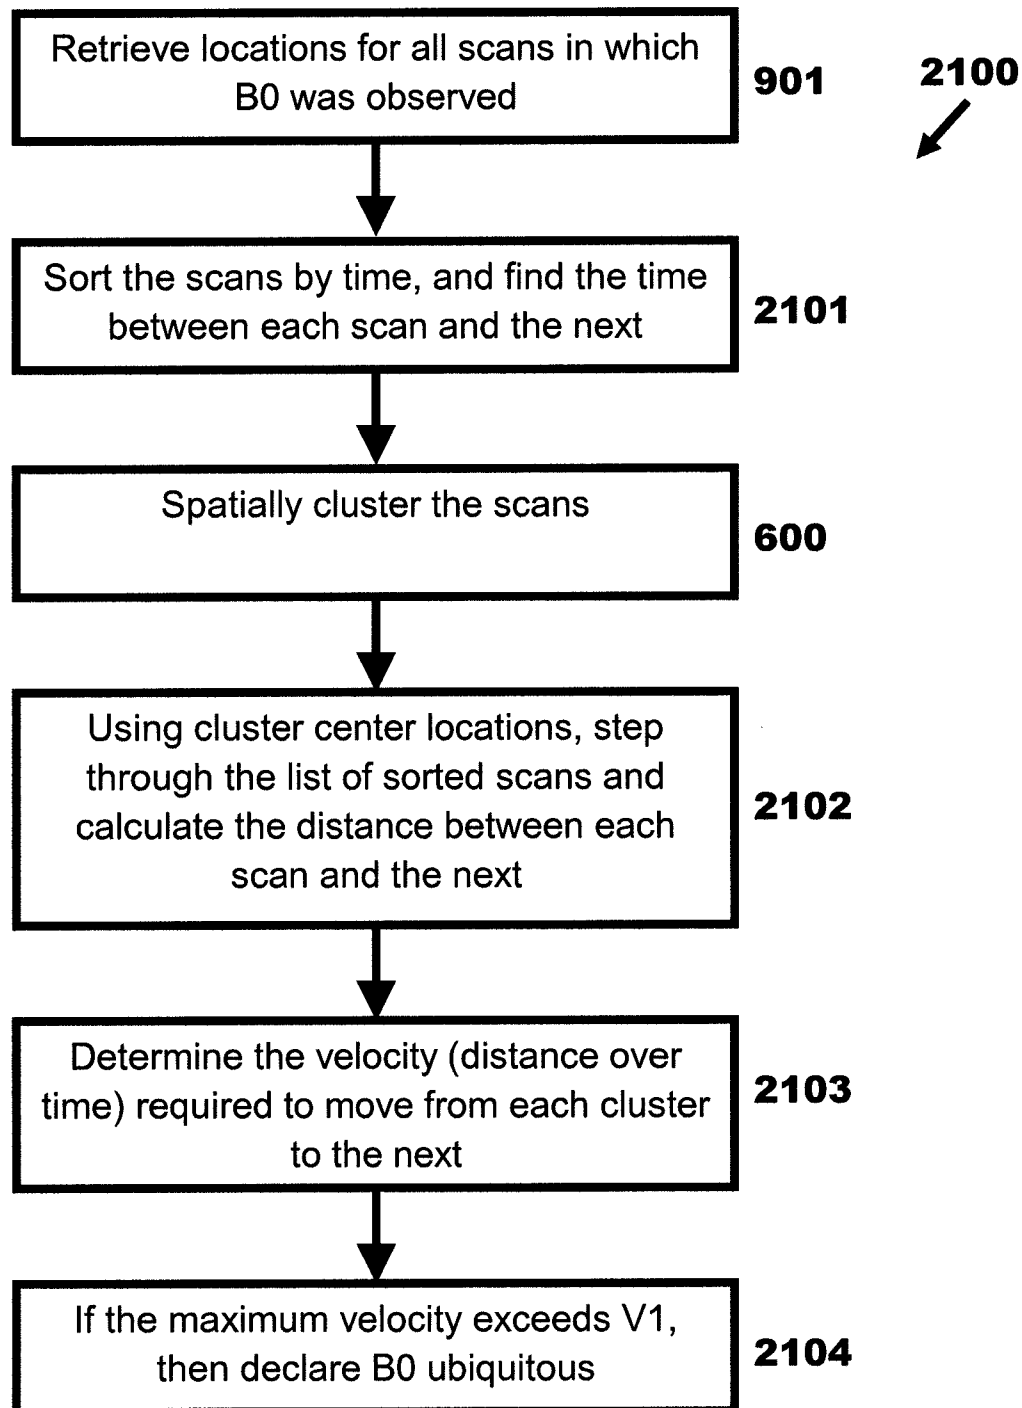 Retrieve locations for all scans in which
B0 was observed
901
2100
Sort the scans by time, and find the time
between each scan and the next
2101
Spatially cluster the scans
600
Using cluster center locations, step
through the list of sorted scans and
calculate the distance between each
scan and the next
2102
Determine the velocity (distance over
time) required to move from each cluster
to the next
2103
If the maximum velocity exceeds V1,
then declare B0 ubiquitous
2104